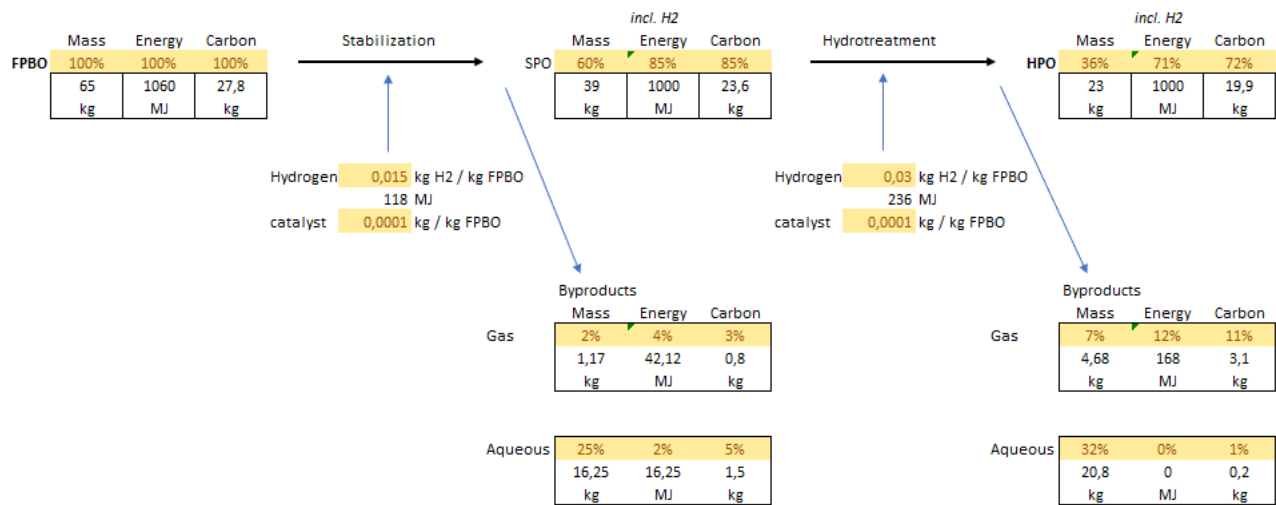 incl. H2 incl. H2
Mass Energy Carbon Stabilization Mass Energy Carbon Hydrotreatment Mass Energy Carbon
FPBO 100% 100% 100% SPO 60% 85% 85% HPO 36% 71% 72%
65 1060 27,8 39 1000 23,6 23 1000 19,9
kg MJ kg kg MJ kg kg MJ kg
Hydrogen 0,015 kg H2 / kg FPBO Hydrogen 0,03 kg H2 / kg FPBO
118 MJ 236 MJ
catalyst 0,0001 kg / kg FPBO catalyst 0,0001 kg / kg FPBO
Byproducts Byproducts
Mass Energy Carbon Mass Energy Carbon
Gas 2% 4% 3% Gas 7% 12% 11%
1,17 42,12 0,8 4,68 168 3,1
kg MJ kg kg MJ kg
Aqueous 25% 2% 5% Aqueous 32% 0% 1%
16,25 16,25 1,5 20,8 0 0,2
kg MJ kg kg MJ kg